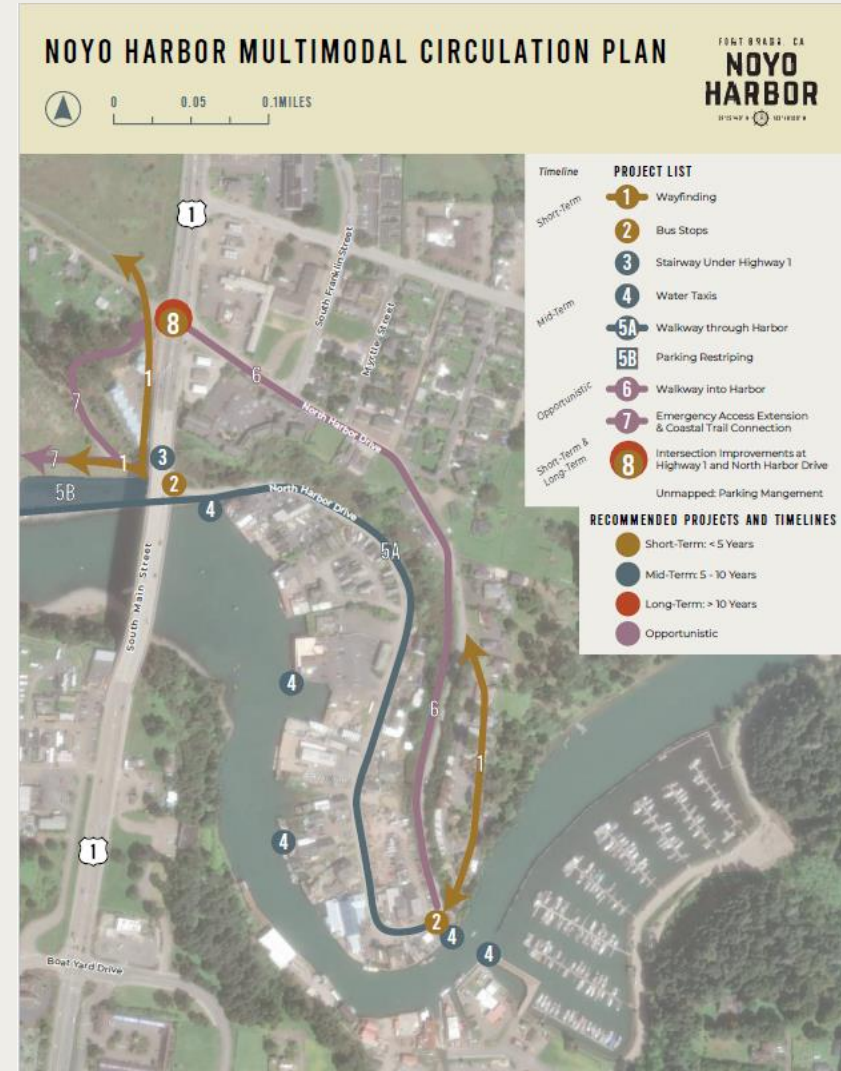 NOYO HARBOR MULTIMODAL CIRCULATION PLAN
FORT BRAGG, CA
NOYO
HARBOR
0 0.05 0.1MILES
Timeline PROJECT LIST
Short-Term
1 Wayfinding
2 Bus Stops
3 Stairway Under Highway 1
Mid-Term
4 Water Taxis
5A Walkway through Harbor
5B Parking Restriping
Opportunistic
6 Walkway into Harbor
7 Emergency Access Extension
& Coastal Trail Connection
Short-Term &
Long-Term
8 Intersection Improvements at
Highway 1 and North Harbor Drive
Unmapped: Parking Mangement
RECOMMENDED PROJECTS AND TIMELINES
Short-Term: < 5 Years
Mid-Term: 5 - 10 Years
Long-Term: > 10 Years
Opportunistic
1
South Franklin Street
Myrtle Street
8
6
1
7
North Harbor Drive
3
7
1
2
5B
North Harbor Drive
4
5A
South Main Street
4
6
1
4
1
2
4
4
Boat Yard Drive